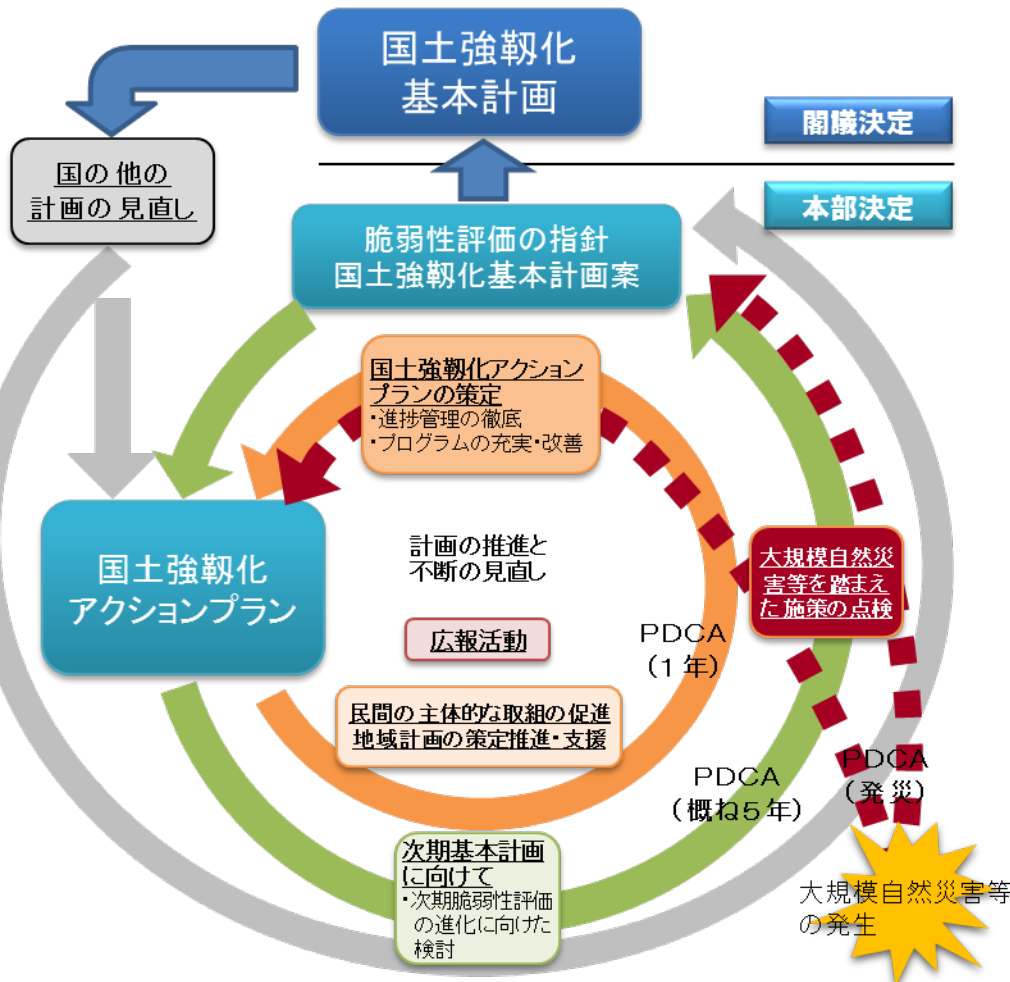 国土強靱化
基本計画
閣議決定
国の他の
計画の見直し
本部決定
脆弱性評価の指針
国土強靱化基本計画案
国土強靱化アクション
プランの策定
・進捗管理の徹底
・プログラムの充実・改善
国土強靱化
アクションプラン
計画の推進と
不断の見直し
大規模自然災
害等を踏まえ
た施策の点検
広報活動
PDCA
(1年)
民間の主体的な取組の促進
地域計画の策定推進・支援
PDCA
(概ね5年)
PDCA
(発災)
次期基本計画
に向けて
・次期脆弱性評価
の進化に向けた
検討
大規模自然災害等
の発生